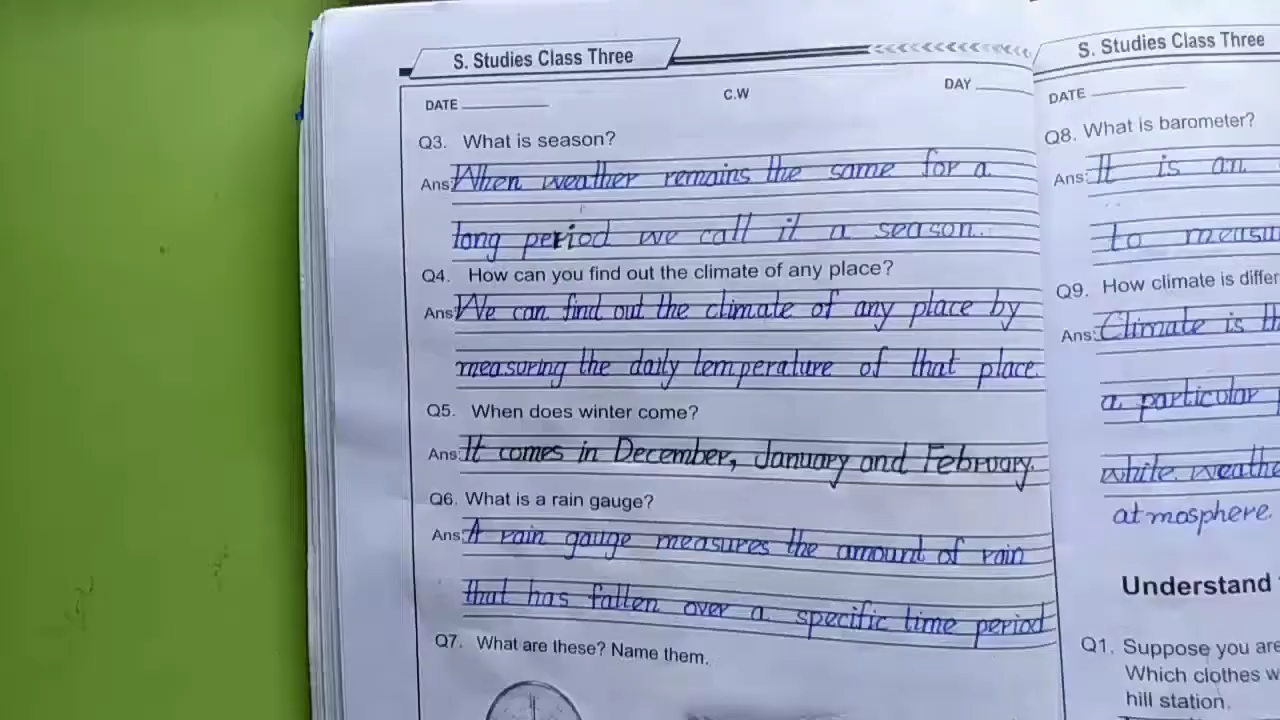 S. Studies Class Three
DATE
C.W
DAY
Q3. What is season?
Ans: When weather remains the same for a
long period we call it a season.
Q4. How can you find out the climate of any place?
Ans: We can find out the climate of any place by
measuring the daily temperature of that place.
Q5. When does winter come?
Ans: It comes in December, January and February.
Q6. What is a rain gauge?
Ans: A rain gauge measures the amount of rain
that has fallen over a specific time period
Q7. What are these? Name them.
S. Studies Class Three
DATE
Q8. What is barometer?
Ans: It is an
to
Q9. How climate is
Ans: Climate is
a particular
while
atmosphere.
Understand
Q1. Suppose you are
Which clothes
hill station.